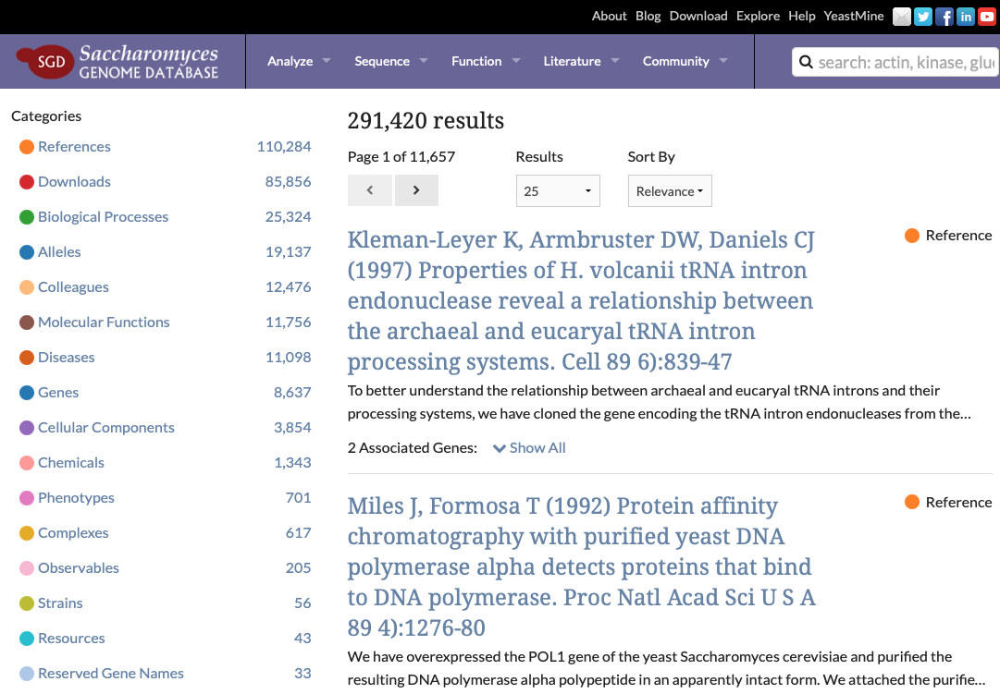 About Blog Download Explore Help YeastMine
SGD Saccharomyces
GENOME DATABASE
Analyze Sequence Function Literature Community
search: actin, kinase, glu
Categories
References 110,284
Downloads 85,856
Biological Processes 25,324
Alleles 19,137
Colleagues 12,476
Molecular Functions 11,756
Diseases 11,098
Genes 8,637
Cellular Components 3,854
Chemicals 1,343
Phenotypes 701
Complexes 617
Observables 205
Strains 56
Resources 43
Reserved Gene Names 33
291,420 results
Page 1 of 11,657
Results
25
Sort By
Relevance
Kleman-Leyer K, Armbruster DW, Daniels CJ
(1997) Properties of H. volcanii tRNA intron
endonuclease reveal a relationship between
the archaeal and eucaryal tRNA intron
processing systems. Cell 89 6):839-47
Reference
To better understand the relationship between archaeal and eucaryal tRNA introns and their
processing systems, we have cloned the gene encoding the tRNA intron endonucleases from the...
2 Associated Genes: Show All
Miles J, Formosa T (1992) Protein affinity
chromatography with purified yeast DNA
polymerase alpha detects proteins that bind
to DNA polymerase. Proc Natl Acad Sci U S A
89 4):1276-80
Reference
We have overexpressed the POL1 gene of the yeast Saccharomyces cerevisiae and purified the
resulting DNA polymerase alpha polypeptide in an apparently intact form. We attached the purifie...